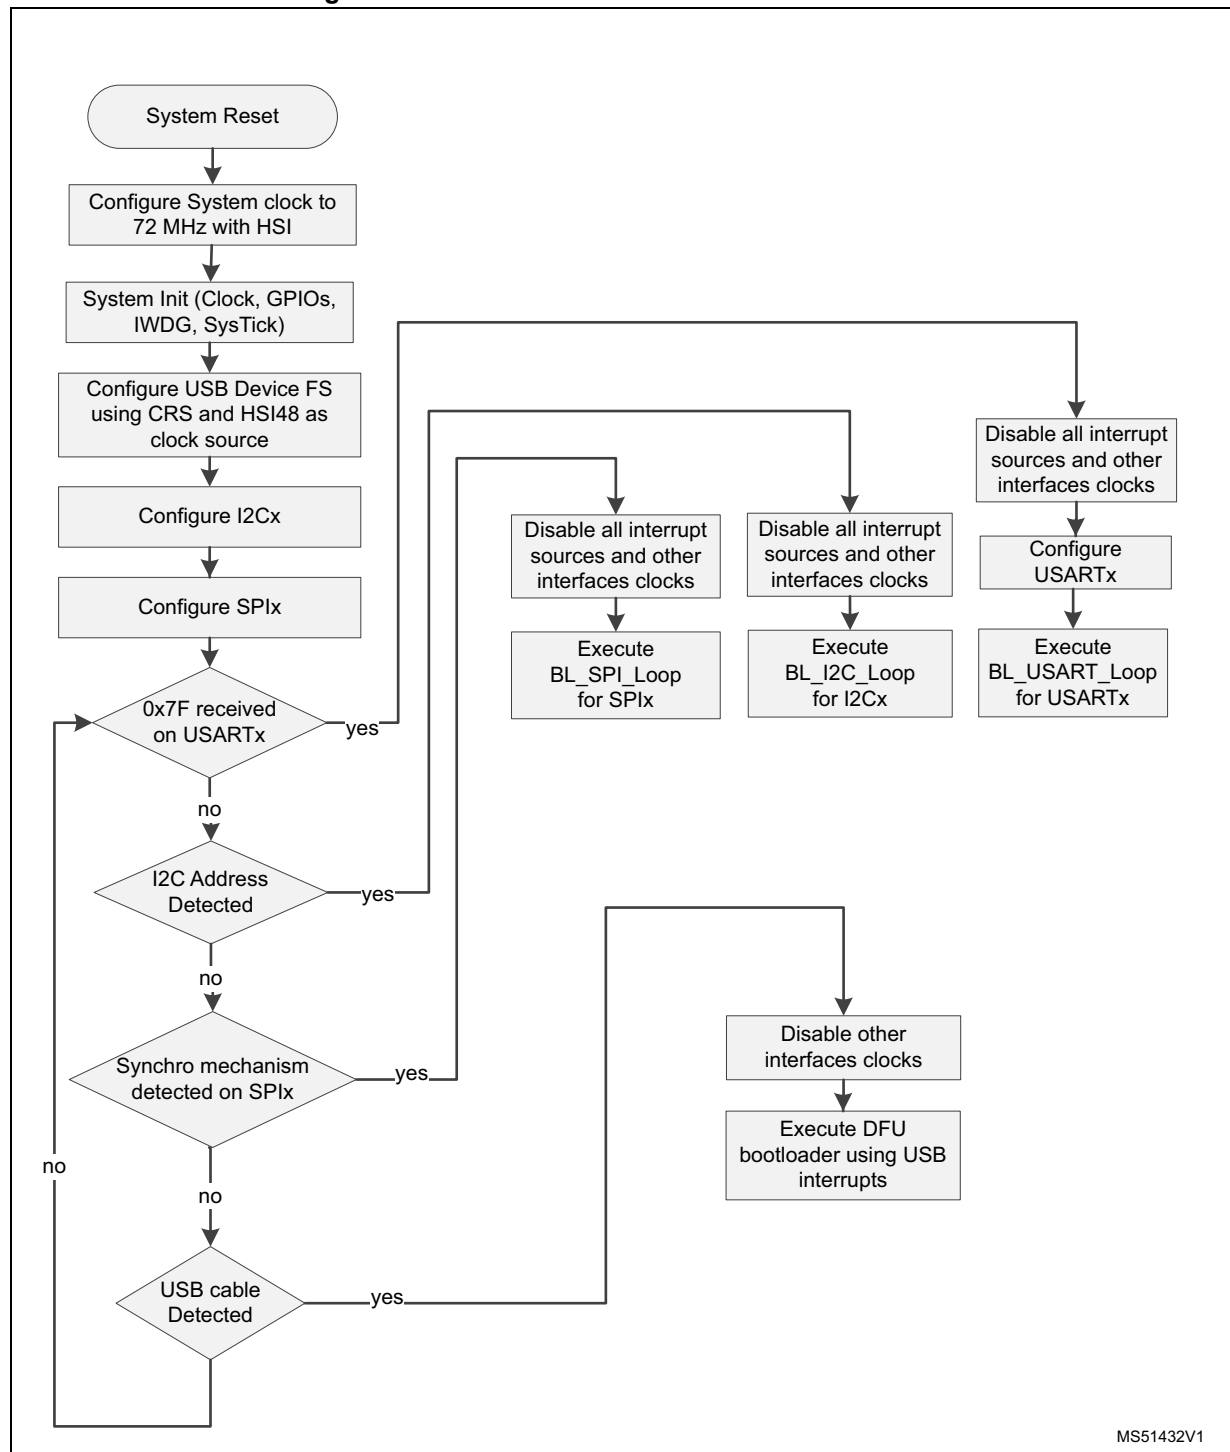 System Reset
Configure System clock to
72 MHz with HSI
System Init (Clock, GPIOs,
IWDG, SysTick)
Configure USB Device FS
using CRS and HSI48 as
clock source
Configure I2Cx
Configure SPIx
0x7F received
on USARTx
yes
no
I2C Address
Detected
yes
no
Synchro mechanism
detected on SPIx
yes
no
USB cable
Detected
yes
no
Disable all interrupt
sources and other
interfaces clocks
Execute
BL_SPI_Loop
for SPIx
Disable all interrupt
sources and other
interfaces clocks
Execute
BL_I2C_Loop
for I2Cx
Disable all interrupt
sources and other
interfaces clocks
Configure
USARTx
Execute
BL_USART_Loop
for USARTx
Disable other
interfaces clocks
Execute DFU
bootloader using USB
interrupts
MS51432V1